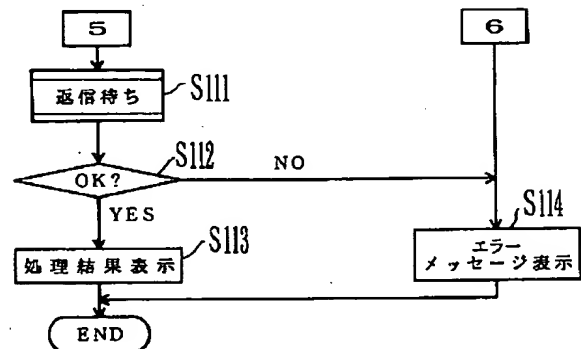 5
6
返信待ち
S111
OK?
S112
NO
YES
S114
処理結果表示
S113
エラー
メッセージ表示
END